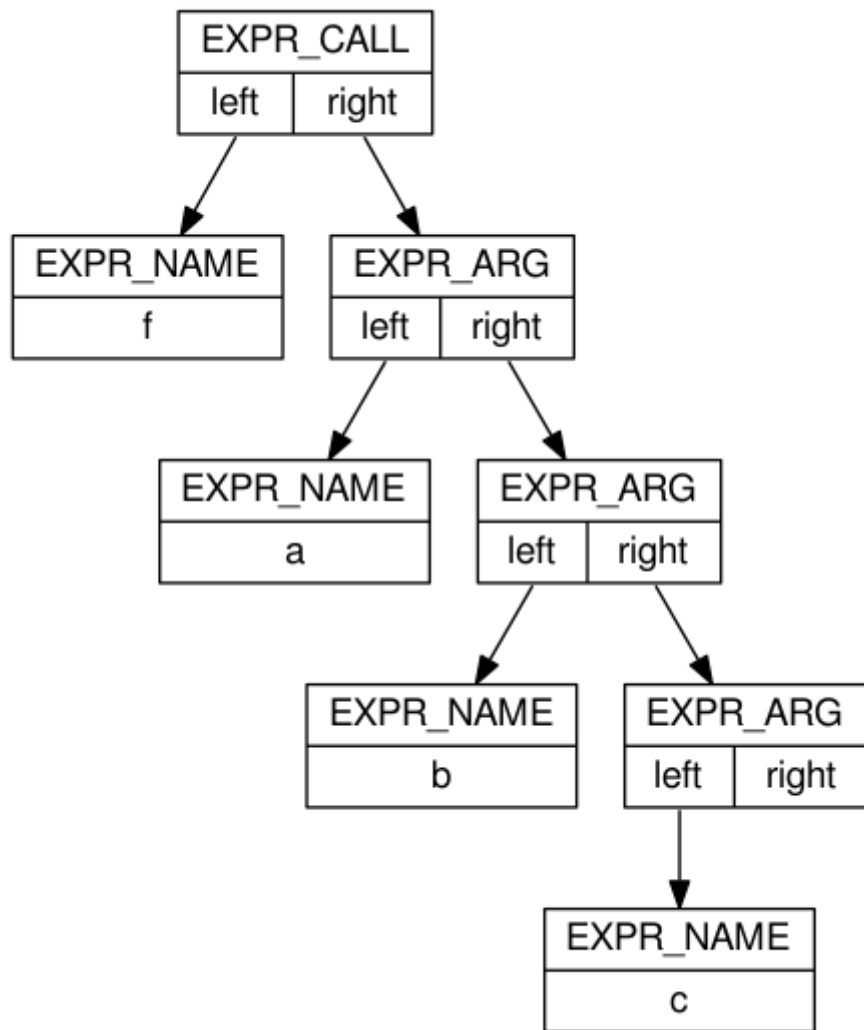 EXPR_CALL
left right
EXPR_NAME
f
EXPR_ARG
left right
EXPR_NAME
a
EXPR_ARG
left right
EXPR_NAME
b
EXPR_ARG
left right
EXPR_NAME
c